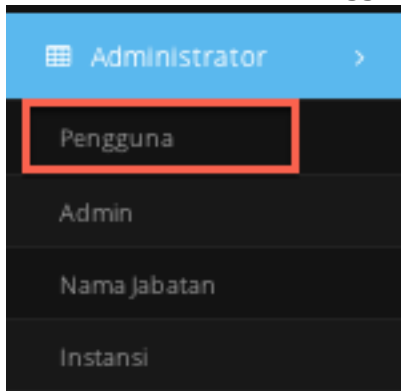 Administrator
Pengguna
Admin
Nama Jabatan
Instansi